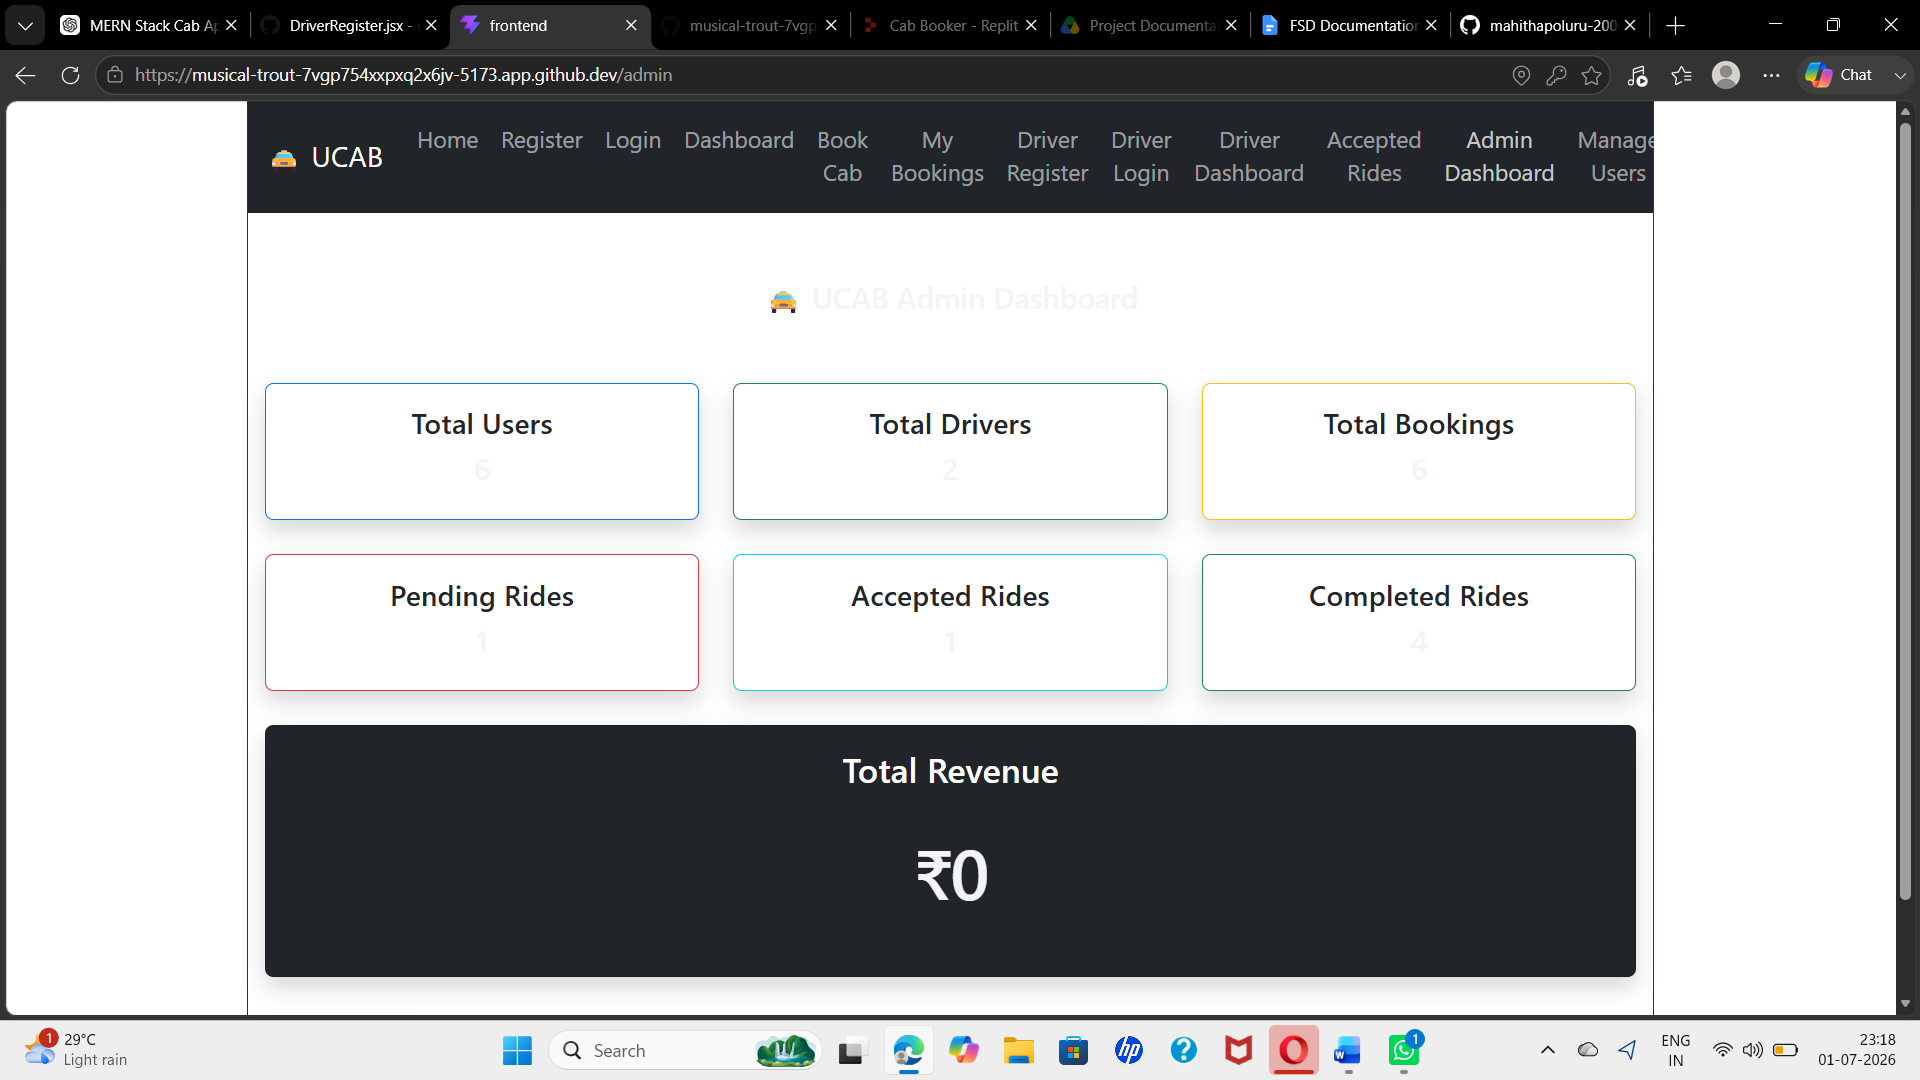 MERN Stack Cab Ap
DriverRegister.jsx -
frontend
musical-trout-7vgp
Cab Booker - Replit
Project Documenta
FSD Documentation
mahithapoluru-200
https://musical-trout-7vgp754xxpxq2x6jv-5173.app.github.dev/admin
Chat
UCAB
Home
Register
Login
Dashboard
Book
Cab
My
Bookings
Driver
Register
Driver
Login
Driver
Dashboard
Accepted
Rides
Admin
Dashboard
Manage
Users
UCAB Admin Dashboard
Total Users
6
Total Drivers
2
Total Bookings
6
Pending Rides
1
Accepted Rides
1
Completed Rides
4
Total Revenue
₹0
1
29°C
Light rain
Search
hp
W
1
ENG
IN
23:18
01-07-2026